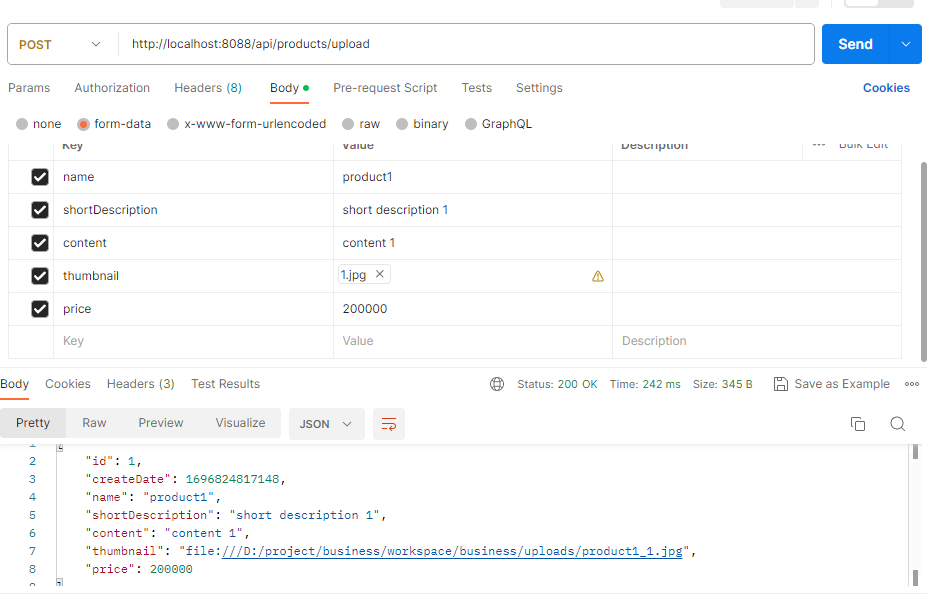 POST http://localhost:8088/api/products/upload Send
Params Authorization Headers (8) Body Pre-request Script Tests Settings Cookies
none form-data x-www-form-urlencoded raw binary GraphQL
Key Value Description ... Bulk Edit
name product1
shortDescription short description 1
content content 1
thumbnail 1.jpg ×
price 200000
Key Value Description
Body Cookies Headers (3) Test Results Status: 200 OK Time: 242 ms Size: 345 B Save as Example ...
Pretty Raw Preview Visualize JSON
1 {
2 "id": 1,
3 "createDate": 1696824817148,
4 "name": "product1",
5 "shortDescription": "short description 1",
6 "content": "content 1",
7 "thumbnail": "file:///D:/project/business/workspace/business/uploads/product1_1.jpg",
8 "price": 200000
9 }